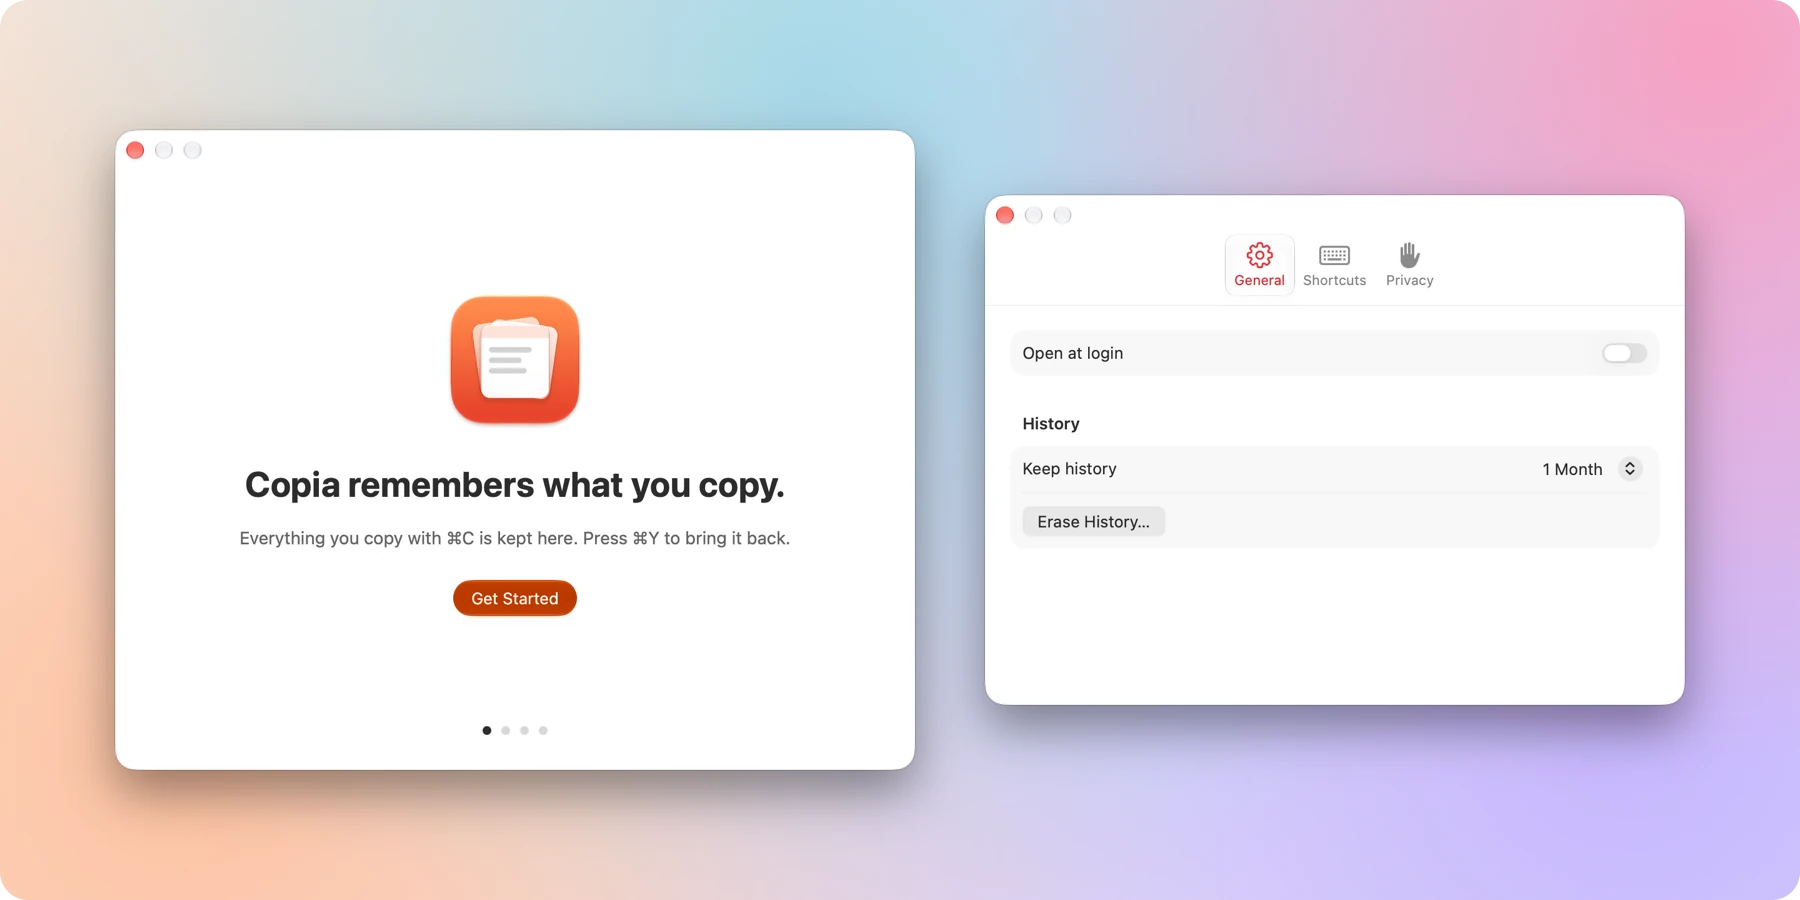 Copia remembers what you copy.
Everything you copy with ⌘C is kept here. Press ⌘Y to bring it back.
Get Started
General
Shortcuts
Privacy
Open at login
History
Keep history
1 Month
Erase History...